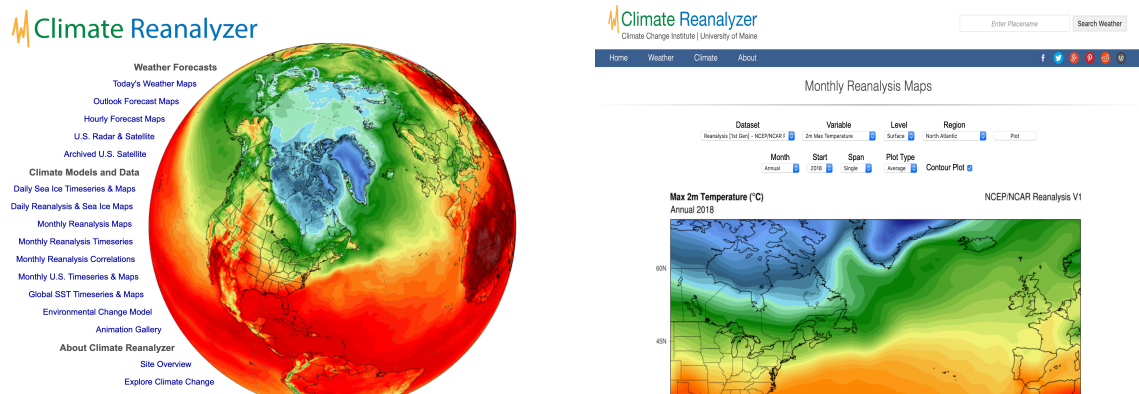 Climate Reanalyzer
Weather Forecasts
Today's Weather Maps
Outlook Forecast Maps
Hourly Forecast Maps
U.S. Radar & Satellite
Archived U.S. Satellite
Climate Models and Data
Daily Sea Ice Timeseries & Maps
Daily Reanalysis & Sea Ice Maps
Monthly Reanalysis Maps
Monthly Reanalysis Timeseries
Monthly Reanalysis Correlations
Monthly U.S. Timeseries & Maps
Global SST Timeseries & Maps
Environmental Change Model
Animation Gallery
About Climate Reanalyzer
Site Overview
Explore Climate Change
Climate Reanalyzer
Climate Change Institute | University of Maine
Enter Placename Search Weather
Home Weather Climate About
Monthly Reanalysis Maps
Dataset Variable Level Region
Reanalysis [1st Gen] - NCEP/NCAR 2m Max Temperature Surface North Atlantic Plot
Month Start Span Plot Type
Annual 2018 Single Average Contour Plot
Max 2m Temperature (°C) NCEP/NCAR Reanalysis V1
Annual 2018
60N
45N